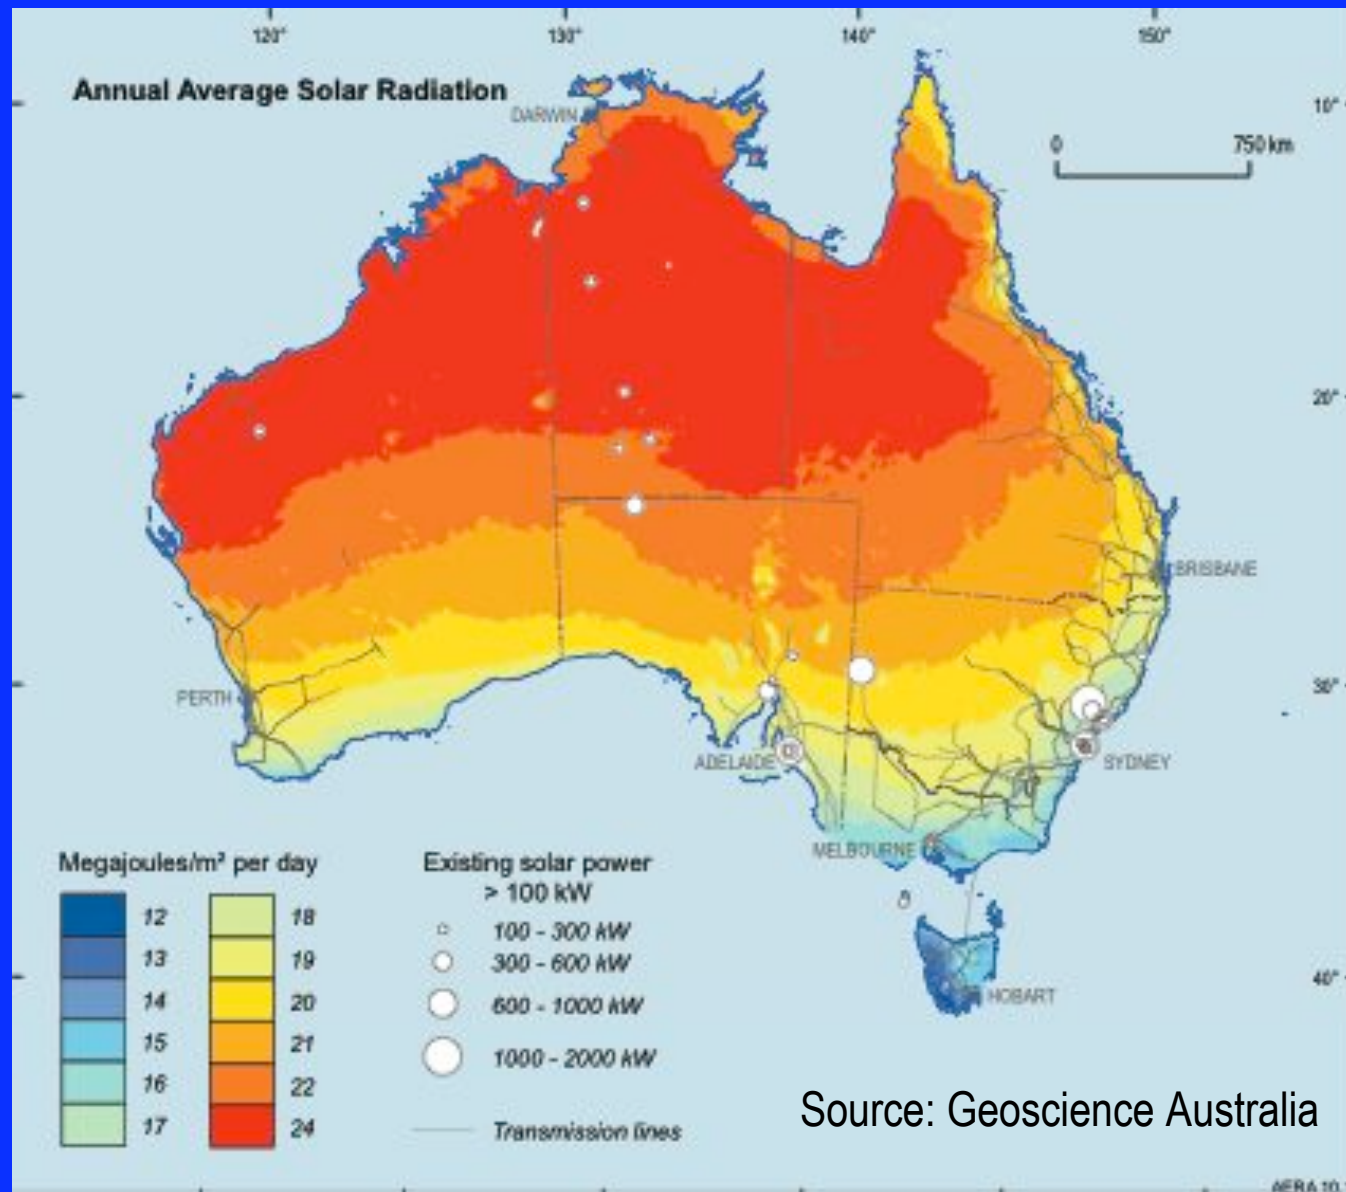 120°
130°
140°
150°
Annual Average Solar Radiation
DARWIN
10°
0
750 km
20°
BRISBANE
30°
PERTH
ADELAIDE
SYDNEY
MELBOURNE
HOBART
40°
Megajoules/m² per day
12
13
14
15
16
17
18
19
20
21
22
24
Existing solar power
> 100 kW
100 - 300 kW
300 - 600 kW
600 - 1000 kW
1000 - 2000 kW
Transmission lines
Source: Geoscience Australia